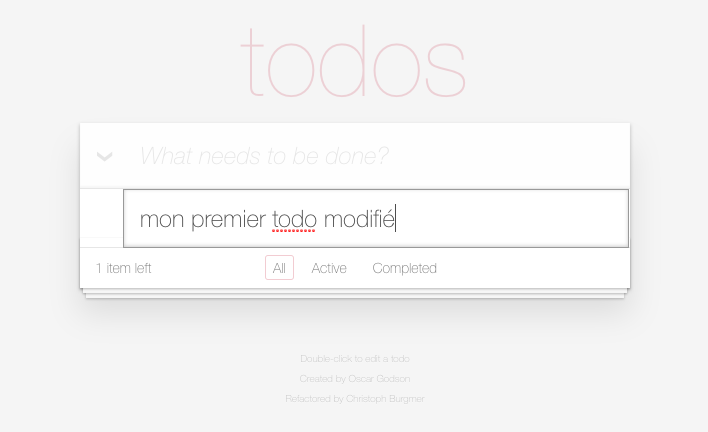 todos
What needs to be done?
mon premier todo modifié
1 item left All Active Completed
Double-click to edit a todo
Created by Oscar Godson
Refactored by Christoph Burgmer